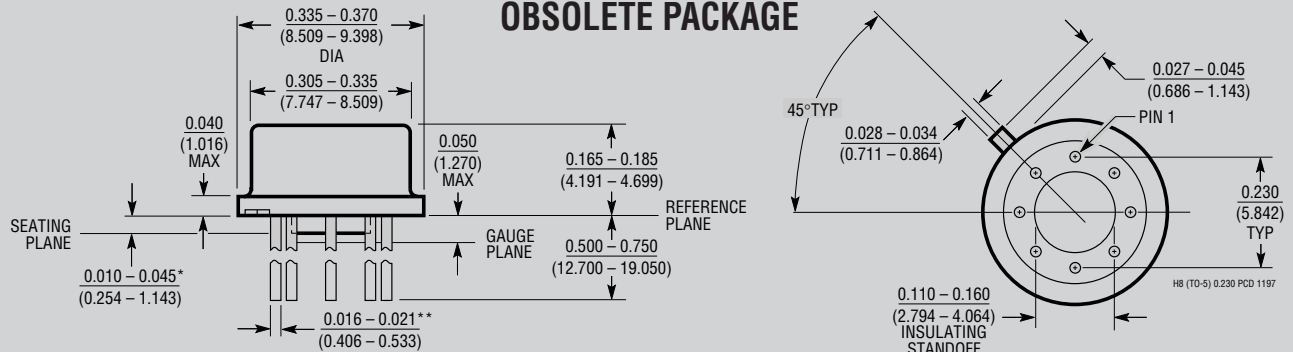 OBSOLETE PACKAGE
0.335 – 0.370
(8.509 – 9.398)
DIA
0.305 – 0.335
(7.747 – 8.509)
0.040
(1.016)
MAX
0.050
(1.270)
MAX
0.165 – 0.185
(4.191 – 4.699)
SEATING
PLANE
GAUGE
PLANE
REFERENCE
PLANE
0.500 – 0.750
(12.700 – 19.050)
0.010 – 0.045*
(0.254 – 1.143)
0.016 – 0.021**
(0.406 – 0.533)
45°TYP
0.028 – 0.034
(0.711 – 0.864)
0.027 – 0.045
(0.686 – 1.143)
PIN 1
0.230
(5.842)
TYP
H8 (TO-5) 0.230 PCD 1197
0.110 – 0.160
(2.794 – 4.064)
INSULATING
STANDOFF